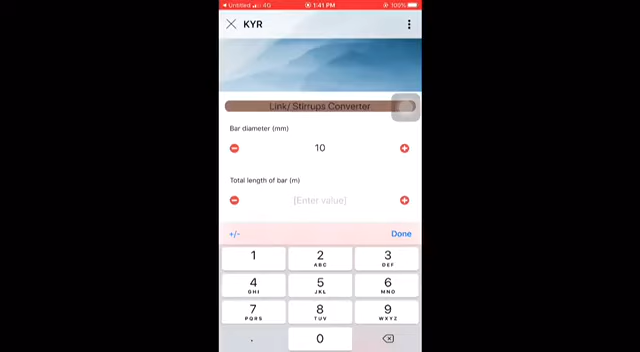 Untitled 4G 1:41 PM 100%
KYR
Link/ Stirrups Converter
Bar diameter (mm)
10
Total length of bar (m)
[Enter value]
+/- Done
1 2 3
ABC DEF
4 5 6
GHI JKL MNO
7 8 9
PQRS TUV WXYZ
. 0